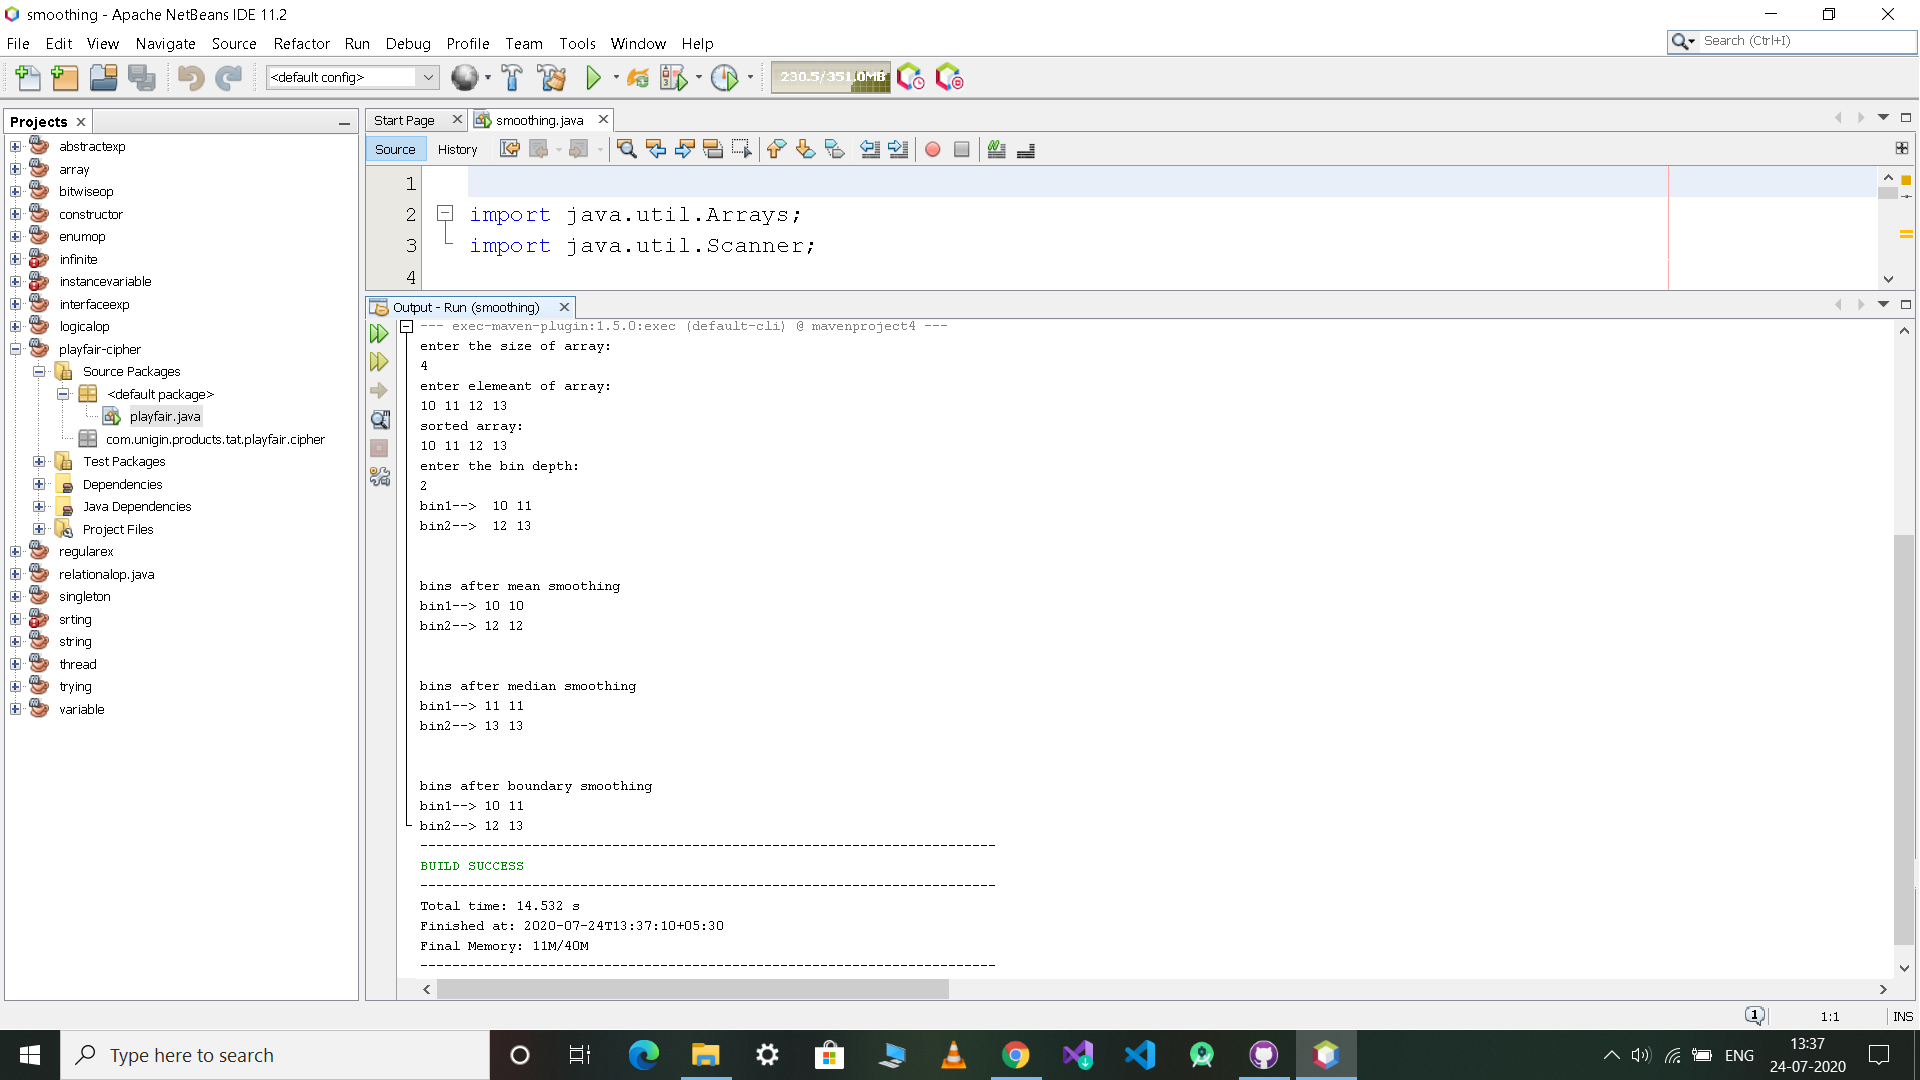 smoothing - Apache NetBeans IDE 11.2
File Edit View Navigate Source Refactor Run Debug Profile Team Tools Window Help
Search (Ctrl+I)
<default config>
230.5/351.0MB
Projects
abstractexp
array
bitwiseop
constructor
enumop
infinite
instancevariable
interfaceexp
logicalop
playfair-cipher
Source Packages
<default package>
playfair.java
com.unigin.products.tat.playfair.cipher
Test Packages
Dependencies
Java Dependencies
Project Files
regularex
relationalop.java
singleton
srting
string
thread
trying
variable
Start Page
smoothing.java
Source History
1
2 import java.util.Arrays;
3 import java.util.Scanner;
4
Output - Run (smoothing)
--- exec-maven-plugin:1.5.0:exec (default-cli) @ mavenproject4 ---
enter the size of array:
4
enter elemeant of array:
10 11 12 13
sorted array:
10 11 12 13
enter the bin depth:
2
bin1-->  10 11
bin2-->  12 13
bins after mean smoothing
bin1--> 10 10
bin2--> 12 12
bins after median smoothing
bin1--> 11 11
bin2--> 13 13
bins after boundary smoothing
bin1--> 10 11
bin2--> 12 13
------------------------------------------------------------------------
BUILD SUCCESS
------------------------------------------------------------------------
Total time: 14.532 s
Finished at: 2020-07-24T13:37:10+05:30
Final Memory: 11M/40M
------------------------------------------------------------------------
1
1:1
INS
Type here to search
ENG
13:37
24-07-2020